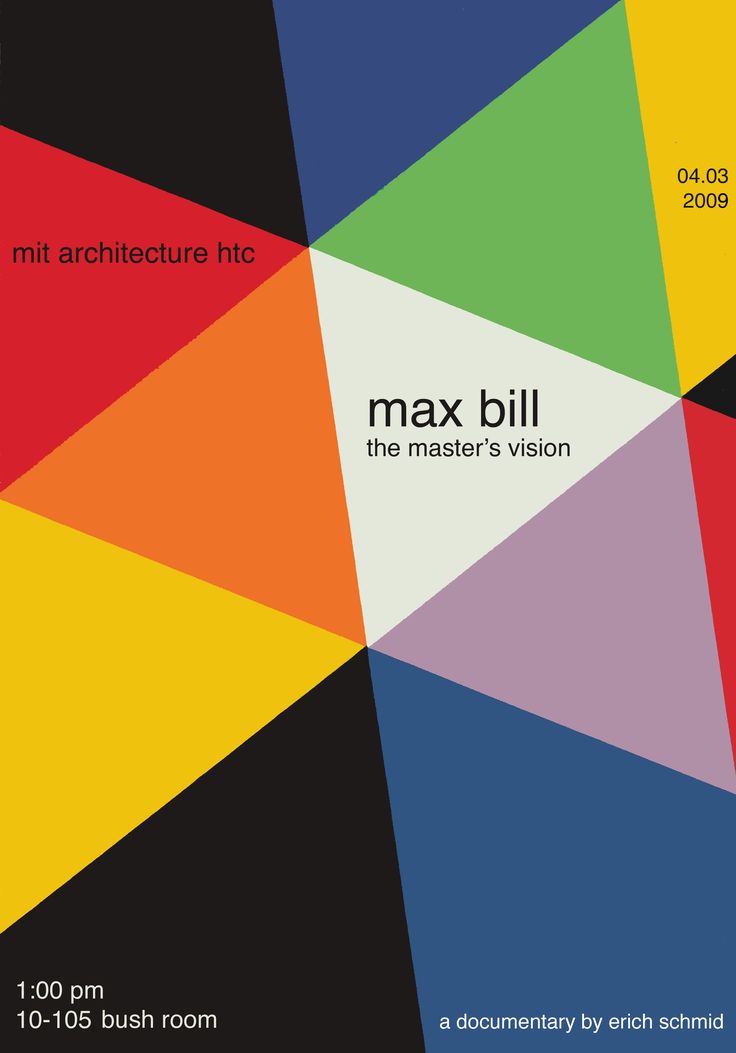 04.03
2009
mit architecture htc
max bill
the master's vision
1:00 pm
10-105 bush room
a documentary by erich schmid